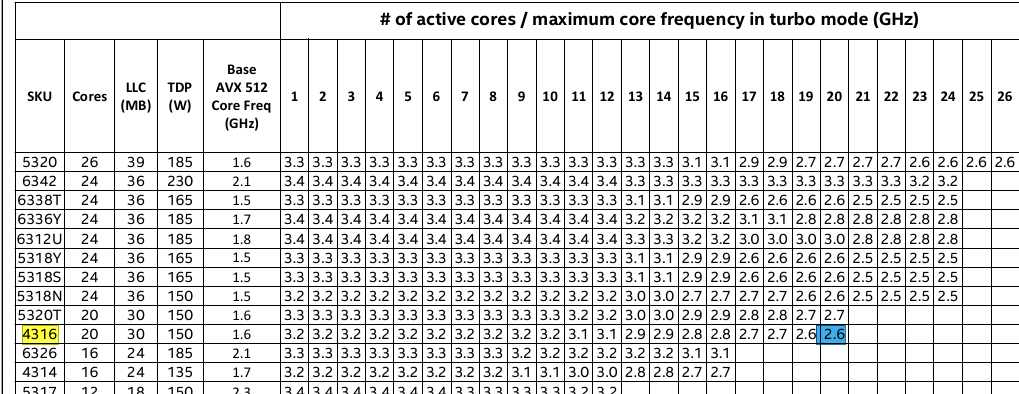 # of active cores / maximum core frequency in turbo mode (GHz)
SKU Cores LLC (MB) TDP (W) Base AVX 512 Core Freq (GHz) 1 2 3 4 5 6 7 8 9 10 11 12 13 14 15 16 17 18 19 20 21 22 23 24 25 26
5320 26 39 185 1.6 3.3 3.3 3.3 3.3 3.3 3.3 3.3 3.3 3.3 3.3 3.3 3.3 3.3 3.3 3.1 3.1 2.9 2.9 2.7 2.7 2.7 2.7 2.6 2.6 2.6 2.6
6342 24 36 230 2.1 3.4 3.4 3.4 3.4 3.4 3.4 3.4 3.4 3.4 3.4 3.4 3.4 3.3 3.3 3.3 3.3 3.3 3.3 3.3 3.3 3.3 3.3 3.2 3.2
6338T 24 36 165 1.5 3.3 3.3 3.3 3.3 3.3 3.3 3.3 3.3 3.3 3.3 3.3 3.3 3.1 3.1 2.9 2.9 2.6 2.6 2.6 2.6 2.5 2.5 2.5 2.5
6336Y 24 36 185 1.7 3.4 3.4 3.4 3.4 3.4 3.4 3.4 3.4 3.4 3.4 3.4 3.4 3.2 3.2 3.2 3.2 3.1 3.1 2.8 2.8 2.8 2.8 2.8 2.8
6312U 24 36 185 1.8 3.4 3.4 3.4 3.4 3.4 3.4 3.4 3.4 3.4 3.4 3.4 3.4 3.3 3.3 3.2 3.2 3.0 3.0 3.0 3.0 2.8 2.8 2.8 2.8
5318Y 24 36 165 1.5 3.3 3.3 3.3 3.3 3.3 3.3 3.3 3.3 3.3 3.3 3.3 3.3 3.1 3.1 2.9 2.9 2.6 2.6 2.6 2.6 2.5 2.5 2.5 2.5
5318S 24 36 165 1.5 3.3 3.3 3.3 3.3 3.3 3.3 3.3 3.3 3.3 3.3 3.3 3.3 3.1 3.1 2.9 2.9 2.6 2.6 2.6 2.6 2.5 2.5 2.5 2.5
5318N 24 36 150 1.5 3.2 3.2 3.2 3.2 3.2 3.2 3.2 3.2 3.2 3.2 3.2 3.2 3.0 3.0 2.7 2.7 2.7 2.7 2.6 2.6 2.5 2.5 2.5 2.5
5320T 20 30 150 1.6 3.3 3.3 3.3 3.3 3.3 3.3 3.3 3.3 3.3 3.3 3.2 3.2 3.0 3.0 2.9 2.9 2.8 2.8 2.7 2.7
4316 20 30 150 1.6 3.2 3.2 3.2 3.2 3.2 3.2 3.2 3.2 3.2 3.2 3.1 3.1 2.9 2.9 2.8 2.8 2.7 2.7 2.6 2.6
6326 16 24 185 2.1 3.3 3.3 3.3 3.3 3.3 3.3 3.3 3.3 3.2 3.2 3.2 3.2 3.2 3.2 3.1 3.1
4314 16 24 135 1.7 3.2 3.2 3.2 3.2 3.2 3.2 3.2 3.2 3.1 3.1 3.0 3.0 2.8 2.8 2.7 2.7
5317 12 18 150 2.3 3.4 3.4 3.4 3.4 3.4 3.4 3.3 3.3 3.3 3.3 3.2 3.2